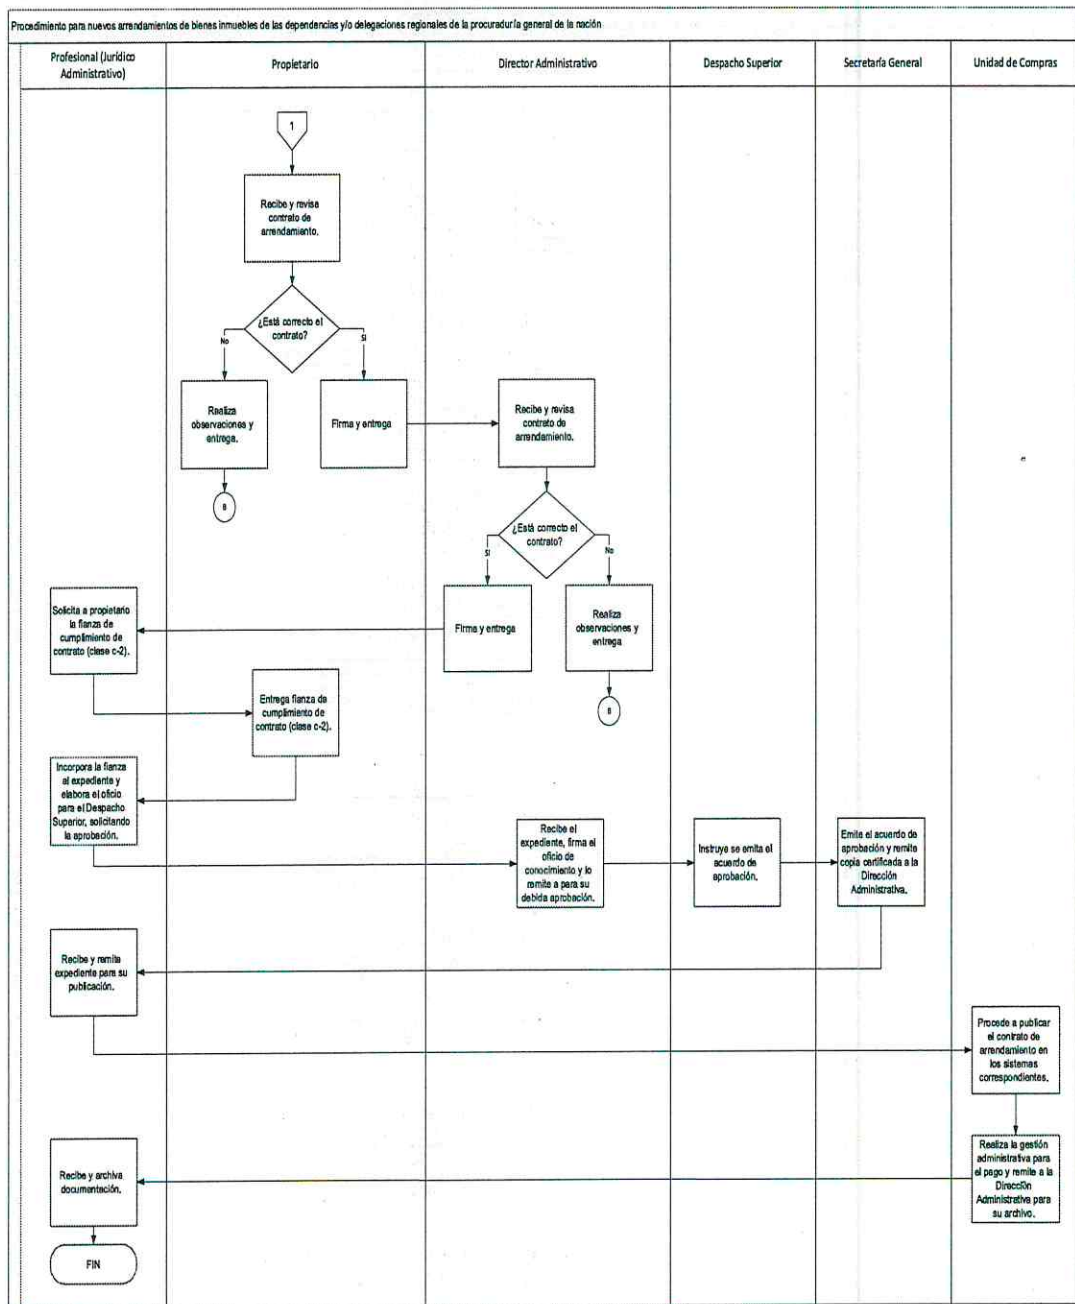 Procedimiento para nuevos arrendamientos de bienes inmuebles de las dependencias y/o delegaciones regionales de la procuraduría general de la nación
Profesional (Jurídico
Administrativo)
Propietario
Director Administrativo
Despacho Superior
Secretaría General
Unidad de Compras
1
Recibe y revisa
contrato de
arrendamiento.
¿Está correcto el
contrato?
No
Sí
Realiza
observaciones y
entrega.
Firma y entrega
Recibe y revisa
contrato de
arrendamiento.
B
¿Está correcto el
contrato?
Sí
No
Solicita a propietario
la fianza de
cumplimiento de
contrato (clase c-2).
Firma y entrega
Realiza
observaciones y
entrega
B
Entrega fianza de
cumplimiento de
contrato (clase c-2).
Incorpora la fianza
al expediente y
elabora el oficio
para el Despacho
Superior, solicitando
la aprobación.
Recibe el
expediente, firma el
oficio de
conocimiento y lo
remite a para su
debida aprobación.
Instruye se emita el
acuerdo de
aprobación.
Emite el acuerdo de
aprobación y remite
copia certificada a la
Dirección
Administrativa.
Recibe y remite
expediente para su
publicación.
Procede a publicar
el contrato de
arrendamiento en
los sistemas
correspondientes.
Realiza la gestión
administrativa para
el pago y remite a la
Dirección
Administrativa para
su archivo.
Recibe y archiva
documentación.
FIN